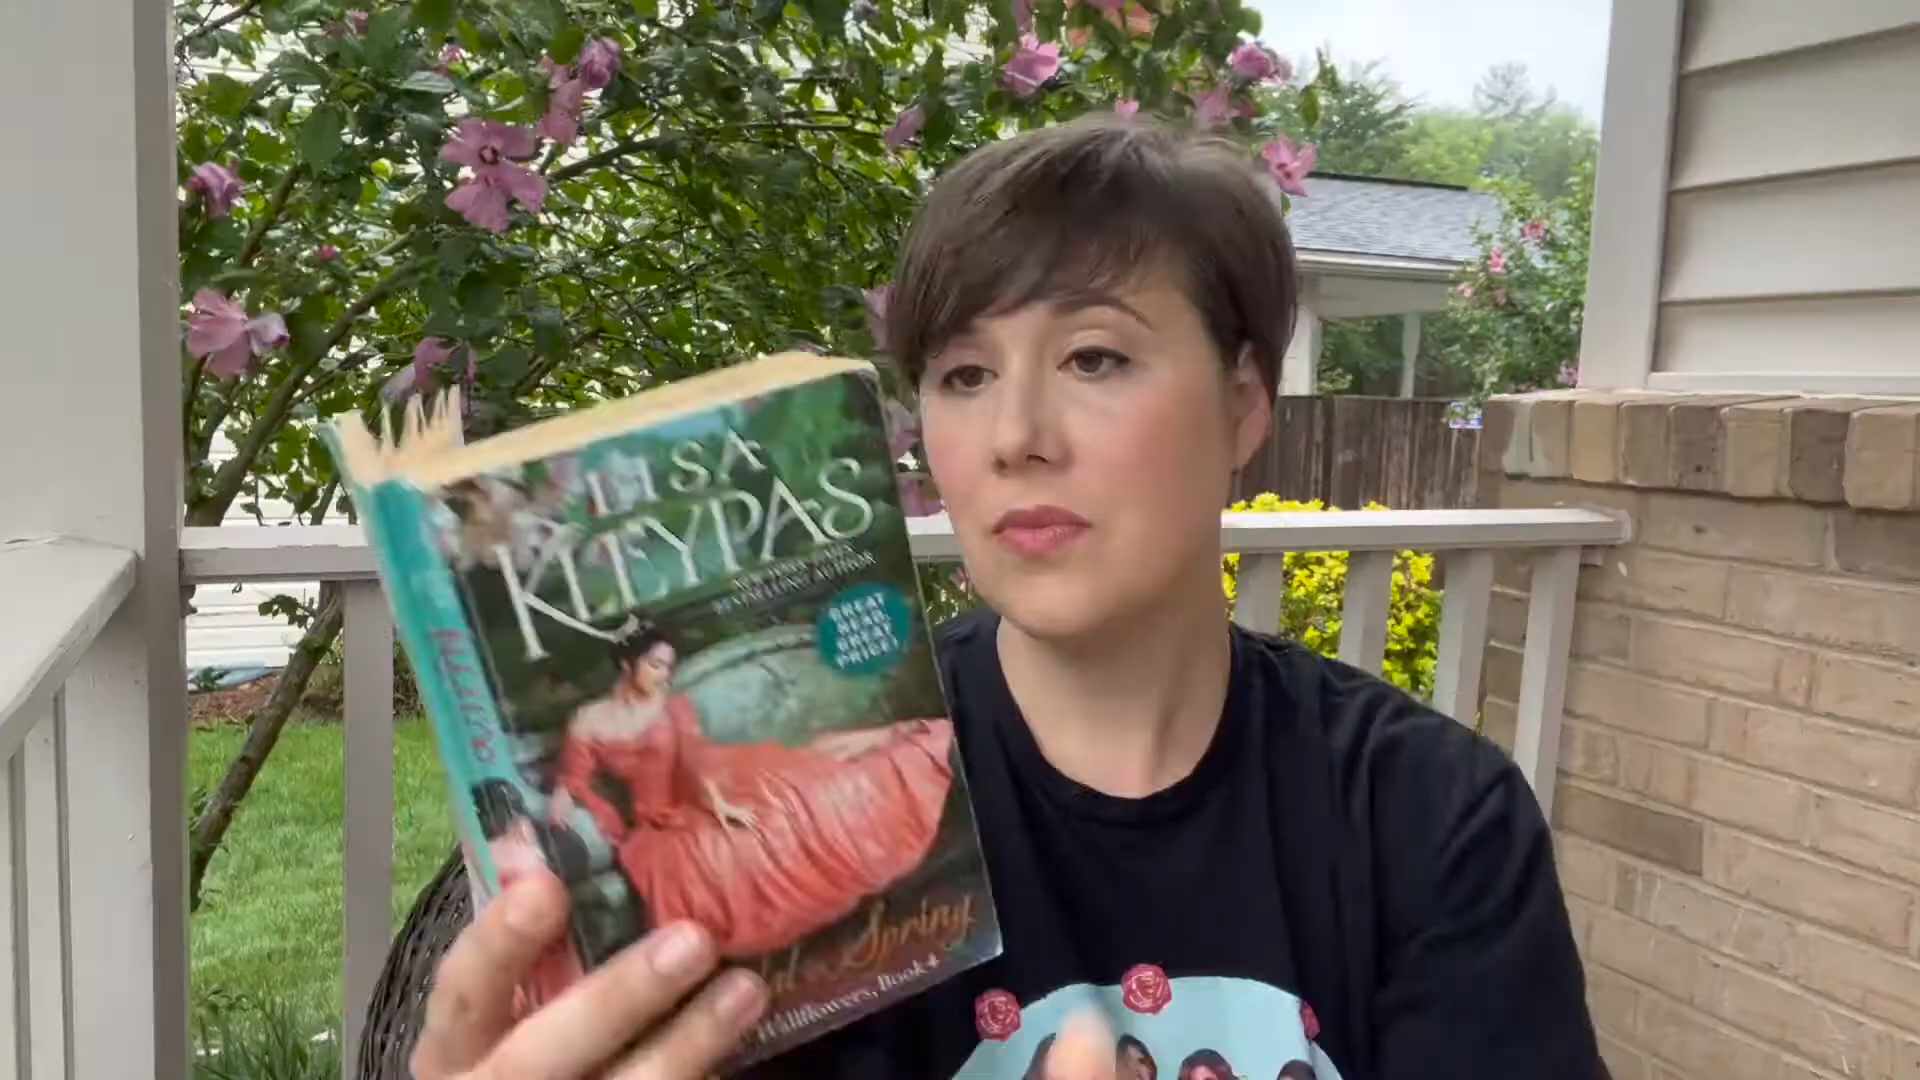 LISA
KLEYPAS
NEW YORK TIMES
BESTSELLING AUTHOR
GREAT
READ.
GREAT
PRICE!
Spring
Wallflowers, Book 4